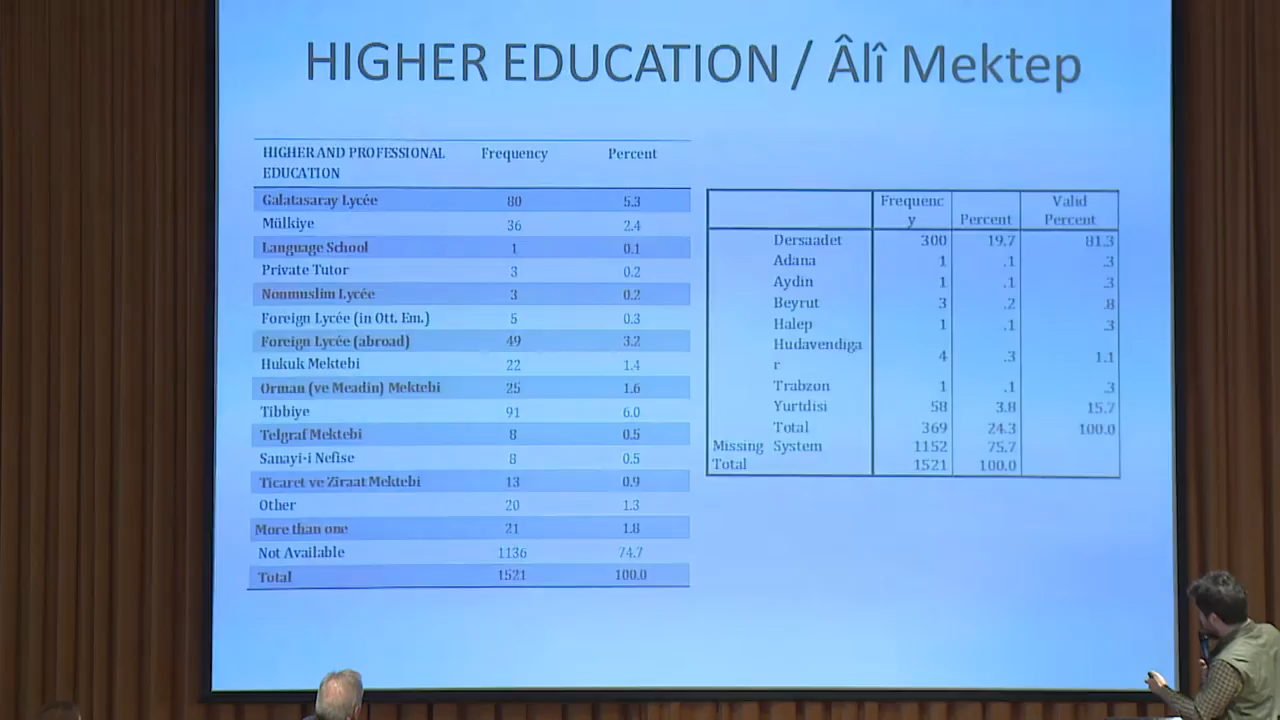 HIGHER EDUCATION / Âlî Mektep
HIGHER AND PROFESSIONAL EDUCATION Frequency Percent
Galatasaray Lycée 80 5.3
Mülkiye 36 2.4
Language School 1 0.1
Private Tutor 3 0.2
Nonmuslim Lycée 3 0.2
Foreign Lycée (in Ott. Em.) 5 0.3
Foreign Lycée (abroad) 49 3.2
Hukuk Mektebi 22 1.4
Orman (ve Meadin) Mektebi 25 1.6
Tibbiye 91 6.0
Telgraf Mektebi 8 0.5
Sanayi-i Nefise 8 0.5
Ticaret ve Ziraat Mektebi 13 0.9
Other 20 1.3
More than one 21 1.8
Not Available 1136 74.7
Total 1521 100.0
Frequency Percent Valid Percent
Dersaadet 300 19.7 81.3
Adana 1 .1 .3
Aydin 1 .1 .3
Beyrut 3 .2 .8
Halep 1 .1 .3
Hudavendigar 4 .3 1.1
Trabzon 1 .1 .3
Yurtdisi 58 3.8 15.7
Total 369 24.3 100.0
Missing System 1152 75.7
Total 1521 100.0